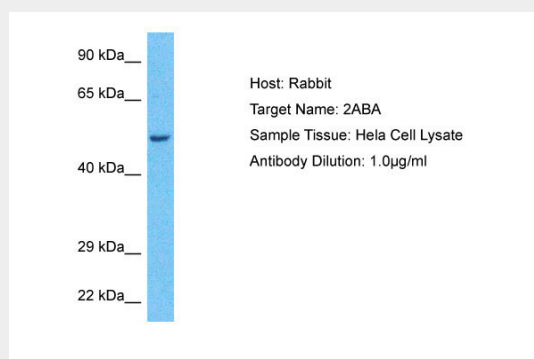 90 kDa__
65 kDa__
40 kDa__
29 kDa__
22 kDa__
Host: Rabbit
Target Name: 2ABA
Sample Tissue: Hela Cell Lysate
Antibody Dilution: 1.0µg/ml